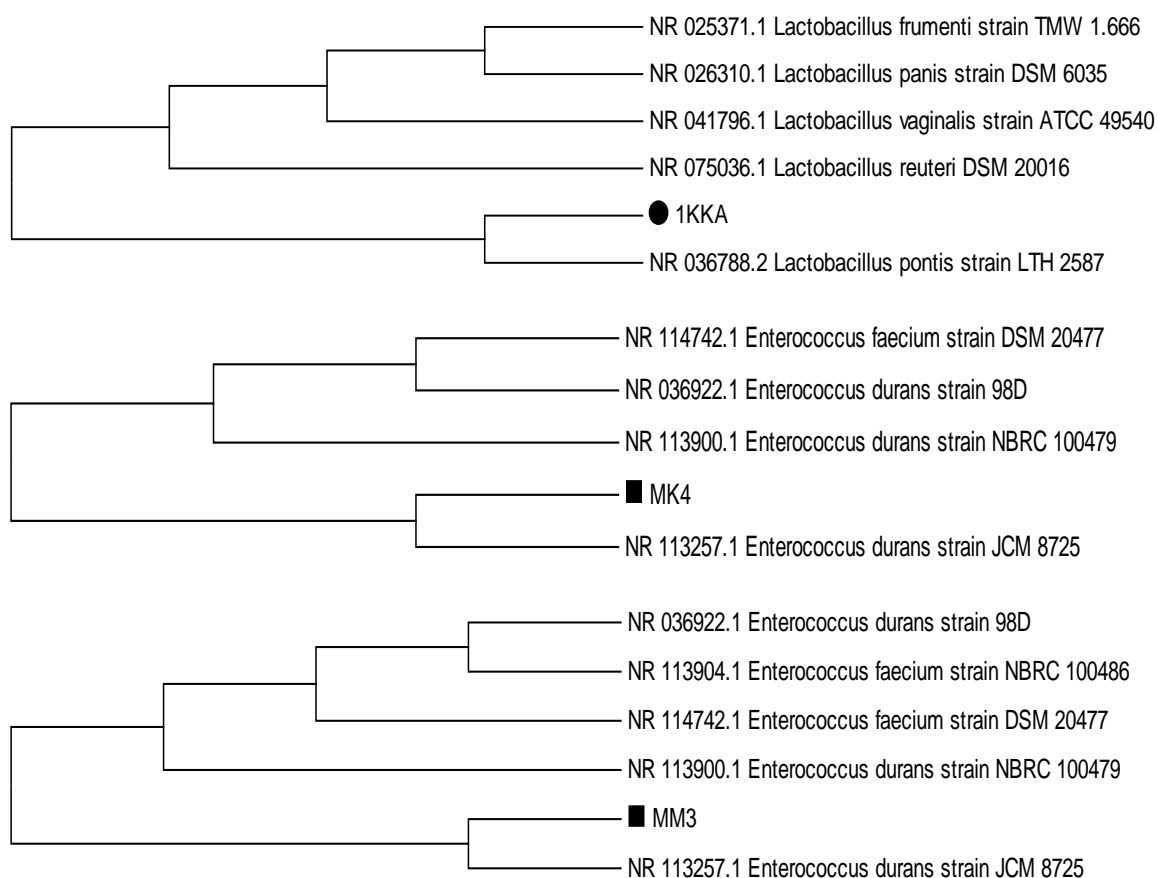 NR 025371.1 Lactobacillus frumenti strain TMW 1.666
NR 026310.1 Lactobacillus panis strain DSM 6035
NR 041796.1 Lactobacillus vaginalis strain ATCC 49540
NR 075036.1 Lactobacillus reuteri DSM 20016
1KKA
NR 036788.2 Lactobacillus pontis strain LTH 2587
NR 114742.1 Enterococcus faecium strain DSM 20477
NR 036922.1 Enterococcus durans strain 98D
NR 113900.1 Enterococcus durans strain NBRC 100479
MK4
NR 113257.1 Enterococcus durans strain JCM 8725
NR 036922.1 Enterococcus durans strain 98D
NR 113904.1 Enterococcus faecium strain NBRC 100486
NR 114742.1 Enterococcus faecium strain DSM 20477
NR 113900.1 Enterococcus durans strain NBRC 100479
MM3
NR 113257.1 Enterococcus durans strain JCM 8725